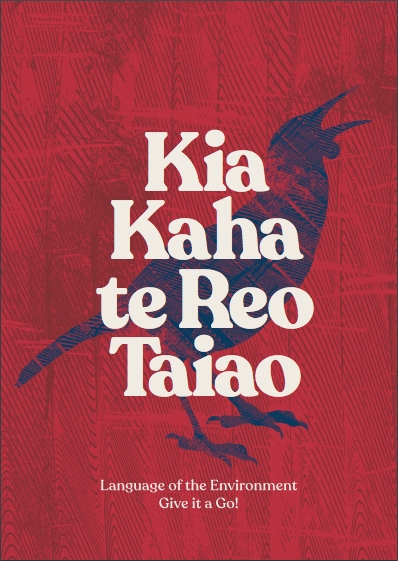 Kia
Kaha
te Reo
Taiao
Language of the Environment
Give it a Go!